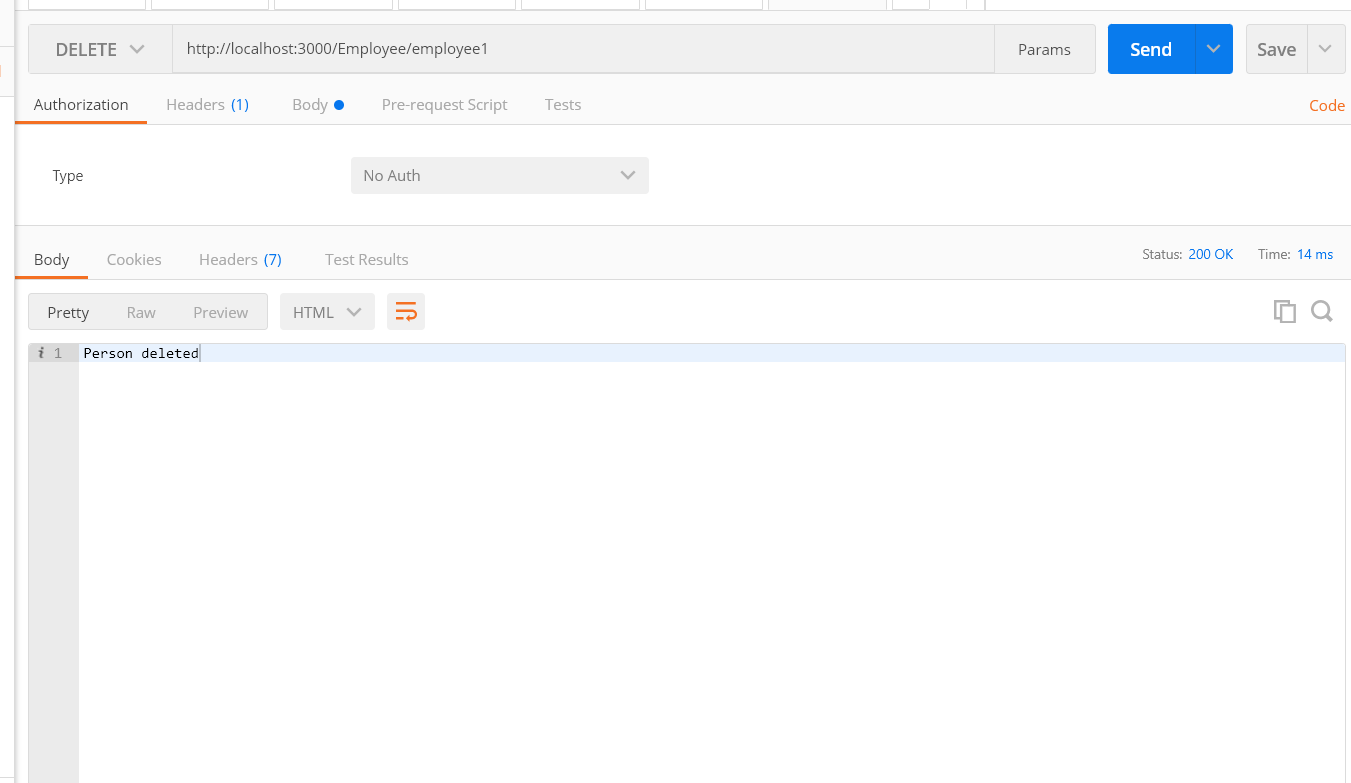 DELETE http://localhost:3000/Employee/employee1 Params Send Save
Authorization Headers (1) Body Pre-request Script Tests Code
Type No Auth
Body Cookies Headers (7) Test Results Status: 200 OK Time: 14 ms
Pretty Raw Preview HTML
i 1 Person deleted